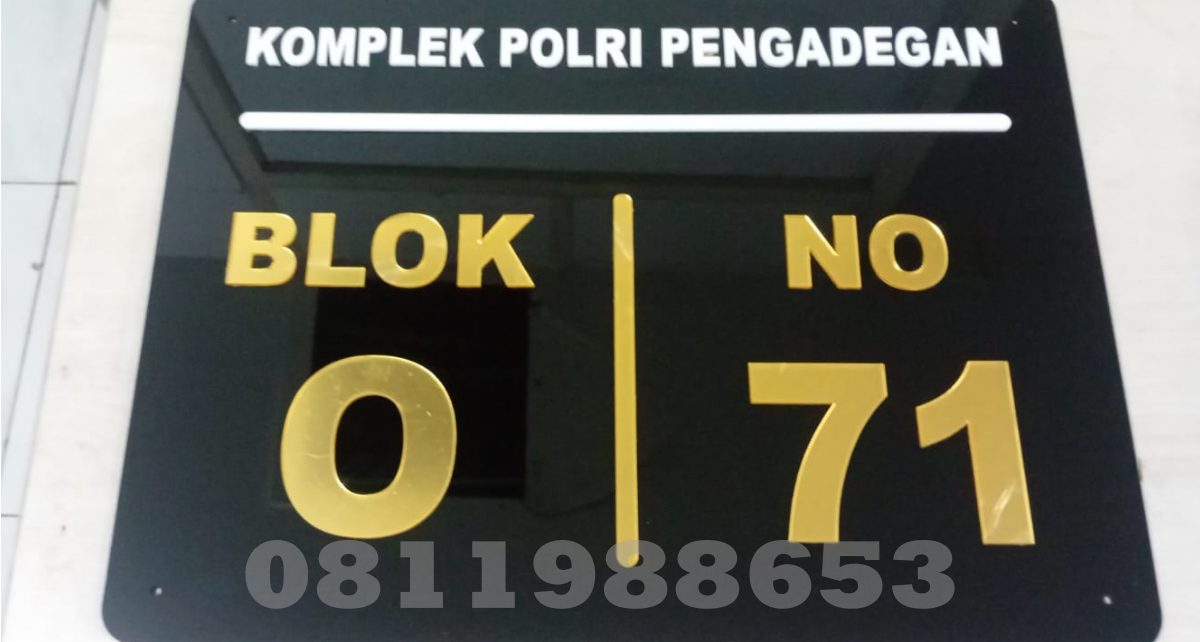 KOMPLEK POLRI PENGADEGAN
BLOK
NO
O
71
0811988653